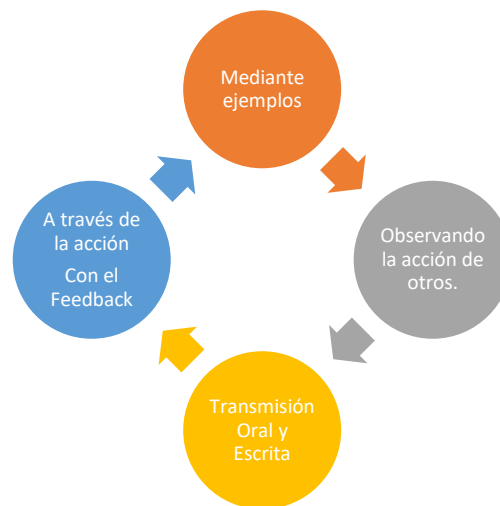 Mediante
ejemplos
Observando
la acción de
otros.
Transmisión
Oral y
Escrita
A través de
la acción
Con el
Feedback